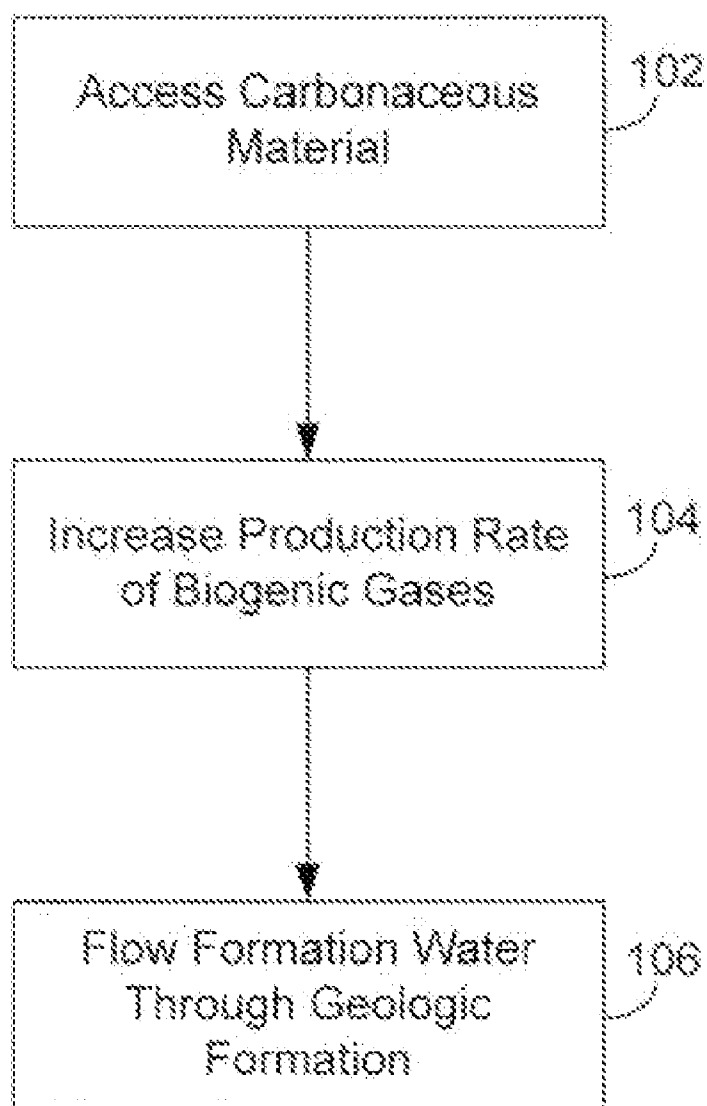 Access Carbonaceous
Material
102
Increase Production Rate
of Biogenic Gases
104
Flow Formation Water
Through Geologic
Formation
106